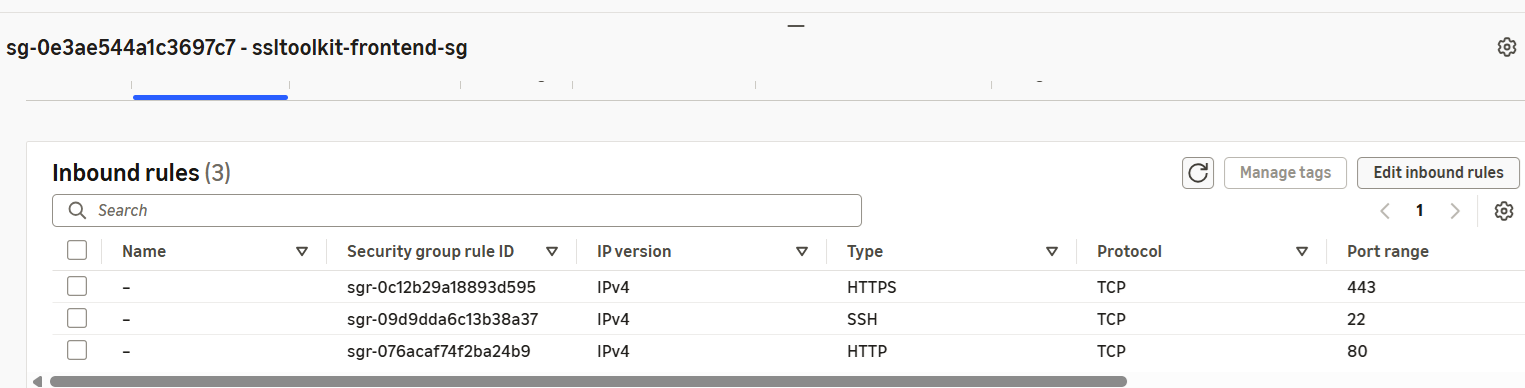 sg-0e3ae544a1c3697c7 - ssltoolkit-frontend-sg
Inbound rules (3)
Manage tags
Edit inbound rules
Search
1
Name Security group rule ID IP version Type Protocol Port range
– sgr-0c12b29a18893d595 IPv4 HTTPS TCP 443
– sgr-09d9dda6c13b38a37 IPv4 SSH TCP 22
– sgr-076acaf74f2ba24b9 IPv4 HTTP TCP 80